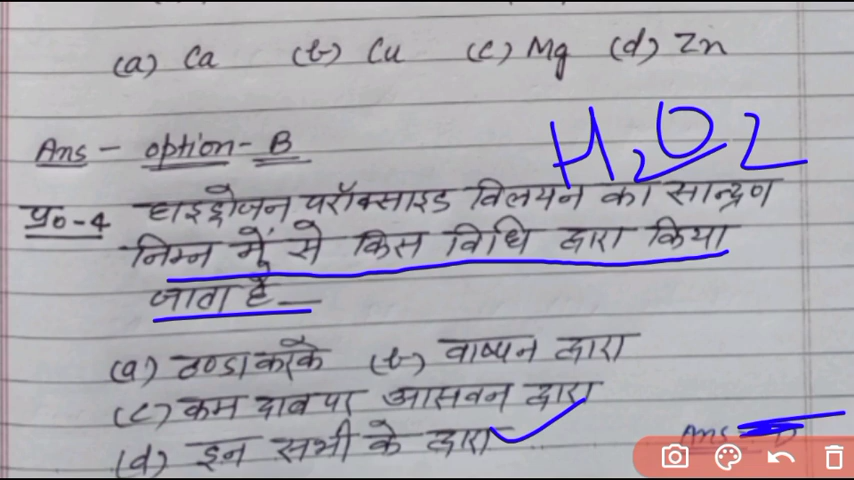 (a) Ca (b) Cu (c) Mg (d) Zn
Ans - option - B
H2O2
प्र०-4 हाइड्रोजन परॉक्साइड विलयन का सान्द्रण
निम्न में से किस विधि द्वारा किया
जाता है—
(a) ठण्डा करके (b) वाष्पन द्वारा
(c) कम दाब पर आसवन द्वारा
(d) इन सभी के द्वारा
Ans